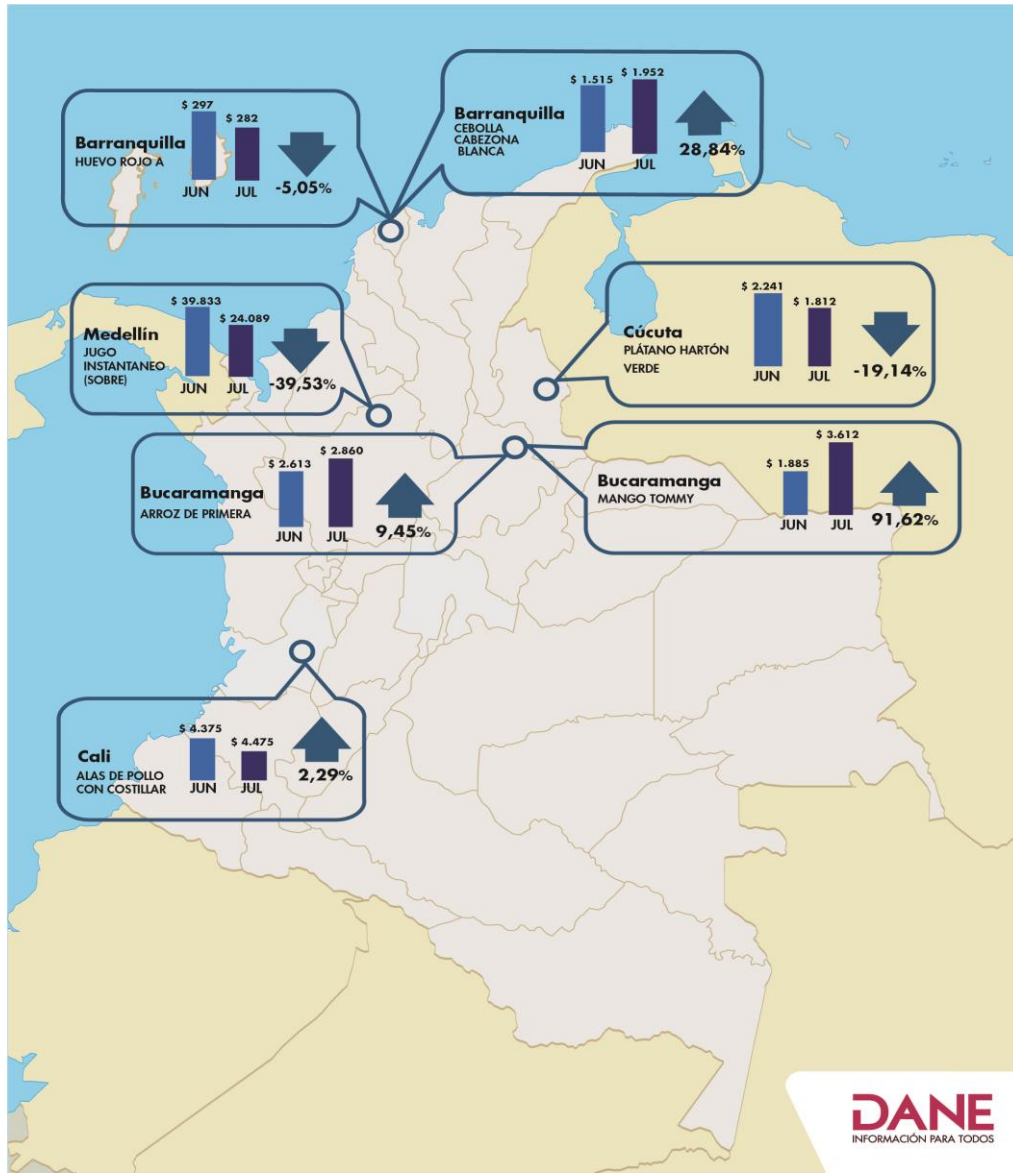 $ 297
$ 282
Barranquilla
HUEVO ROJO A
JUN
JUL
-5,05%
$ 1.515
$ 1.952
Barranquilla
CEBOLLA
CABEZONA
BLANCA
JUN
JUL
28,84%
$ 39.833
$ 24.089
Medellín
JUGO
INSTANTANEO
(SOBRE)
JUN
JUL
-39,53%
$ 2.241
$ 1.812
Cúcuta
PLÁTANO HARTÓN
VERDE
JUN
JUL
-19,14%
$ 2.613
$ 2.860
Bucaramanga
ARROZ DE PRIMERA
JUN
JUL
9,45%
$ 1.885
$ 3.612
Bucaramanga
MANGO TOMMY
JUN
JUL
91,62%
$ 4.375
$ 4.475
Cali
ALAS DE POLLO
CON COSTILLAR
JUN
JUL
2,29%
DANE
INFORMACIÓN PARA TODOS